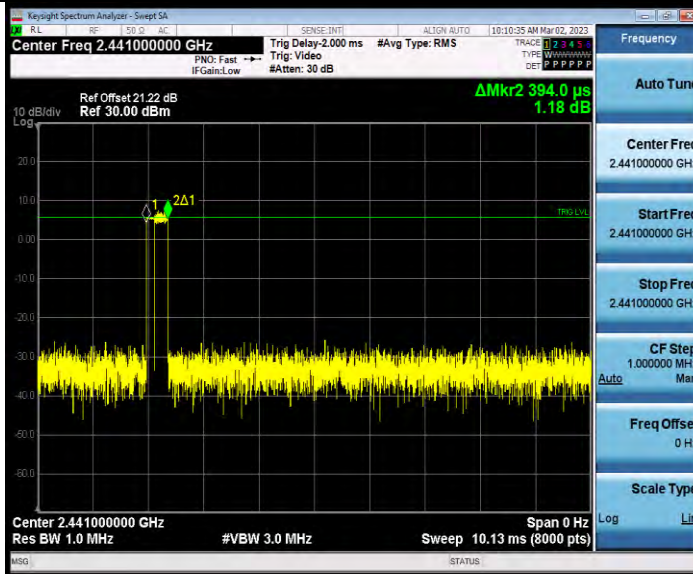 Keysight Spectrum Analyzer - Swept SA
RL RF 50 Ω AC SENSE:INT ALIGN AUTO 10:10:35 AM Mar 02, 2023
Center Freq 2.441000000 GHz
PNO: Fast
IFGain:Low
Trig Delay-2.000 ms
Trig: Video
#Atten: 30 dB
#Avg Type: RMS
TRACE 1 2 3 4 5 6
TYPE
DET P P P P P P
ΔMkr2 394.0 µs
1.18 dB
Ref Offset 21.22 dB
10 dB/div Ref 30.00 dBm
Log
20.0
10.0
0.00
-10.0
-20.0
-30.0
-40.0
-50.0
-60.0
1
2Δ1
TRIG LVL
Center 2.441000000 GHz Span 0 Hz
Res BW 1.0 MHz #VBW 3.0 MHz Sweep 10.13 ms (8000 pts)
MSG STATUS
Frequency
Auto Tune
Center Freq
2.441000000 GH
Start Freq
2.441000000 GH
Stop Freq
2.441000000 GH
CF Step
1.000000 MH
Auto Ma
Freq Offse
0 H
Scale Type
Log Li